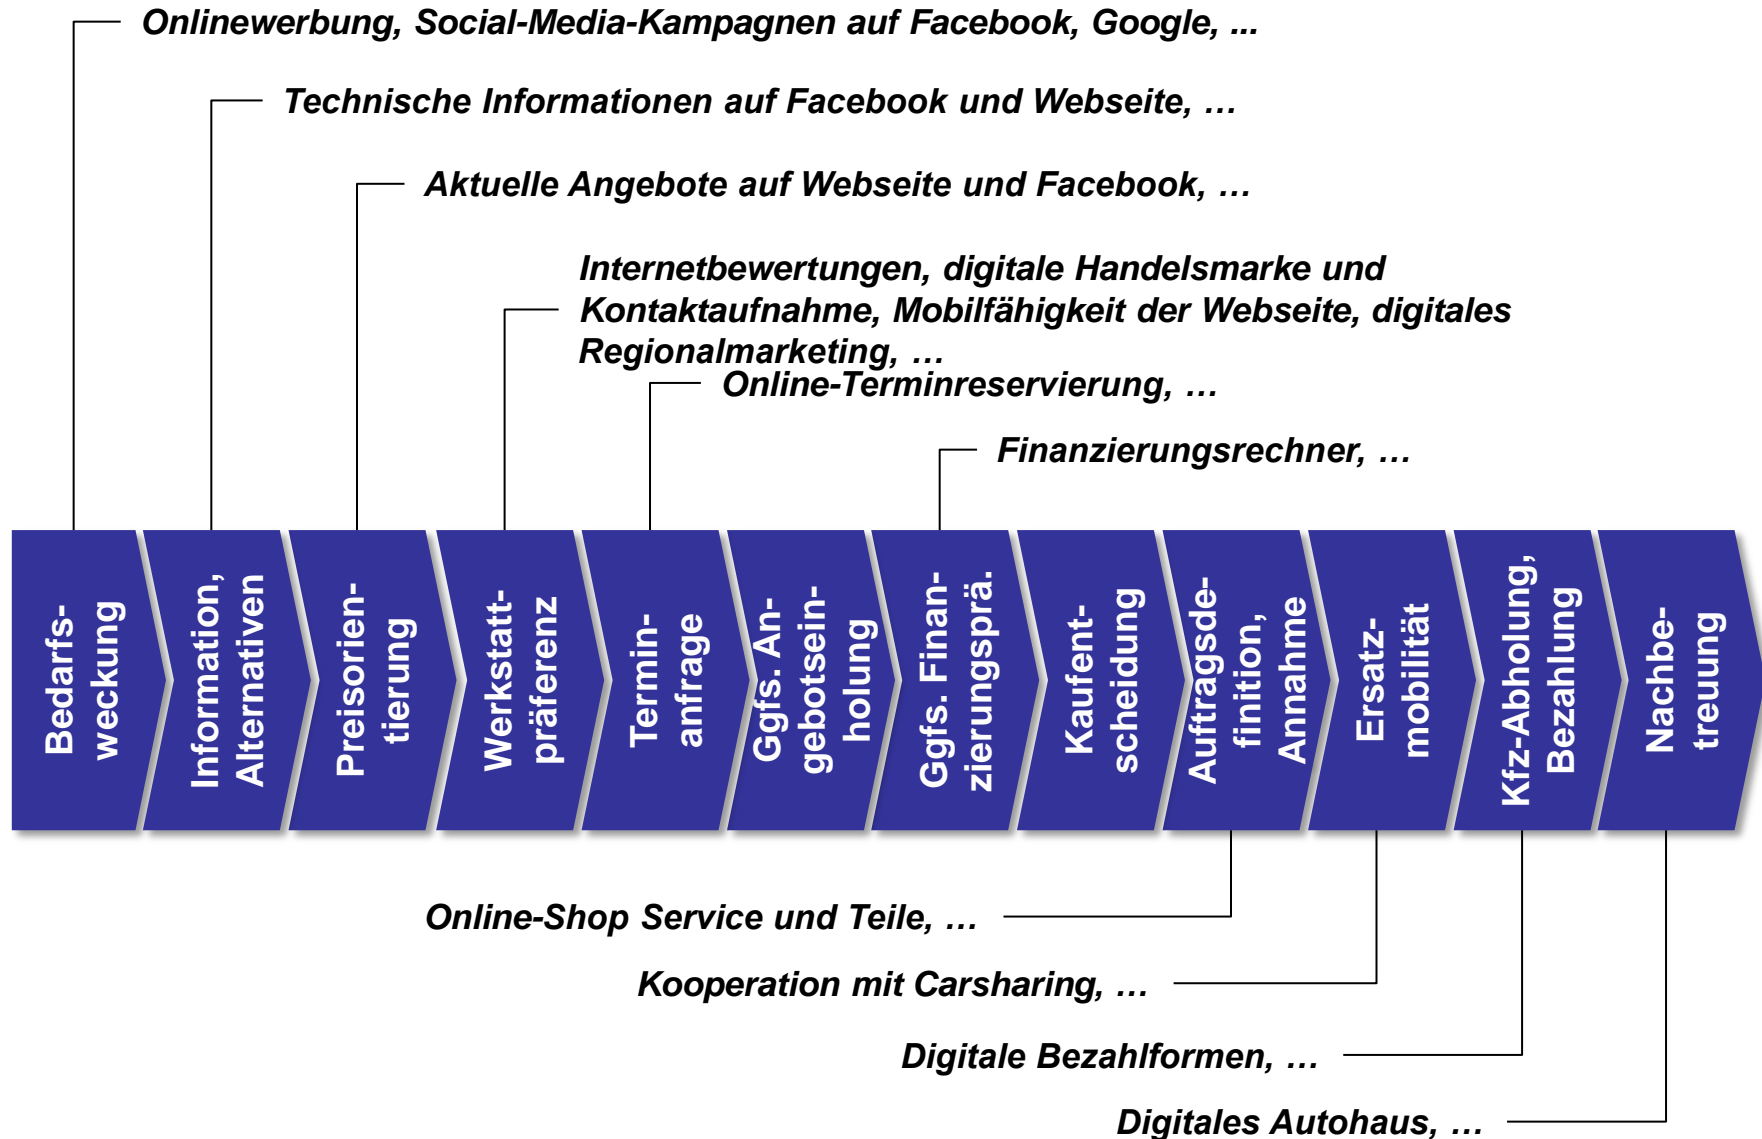 Onlinewerbung, Social-Media-Kampagnen auf Facebook, Google, ...
Technische Informationen auf Facebook und Webseite, …
Aktuelle Angebote auf Webseite und Facebook, …
Internetbewertungen, digitale Handelsmarke und
Kontaktaufnahme, Mobilfähigkeit der Webseite, digitales
Regionalmarketing, …
Online-Terminreservierung, …
Finanzierungsrechner, …
Bedarfs-
weckung
Information,
Alternativen
Preisorien-
tierung
Werkstatt-
präferenz
Termin-
anfrage
Ggfs. An-
gebotsein-
holung
Ggfs. Finan-
zierungsprä.
Kaufent-
scheidung
Auftragsde-
finition,
Annahme
Ersatz-
mobilität
Kfz-Abholung,
Bezahlung
Nachbe-
treuung
Online-Shop Service und Teile, …
Kooperation mit Carsharing, …
Digitale Bezahlformen, …
Digitales Autohaus, …